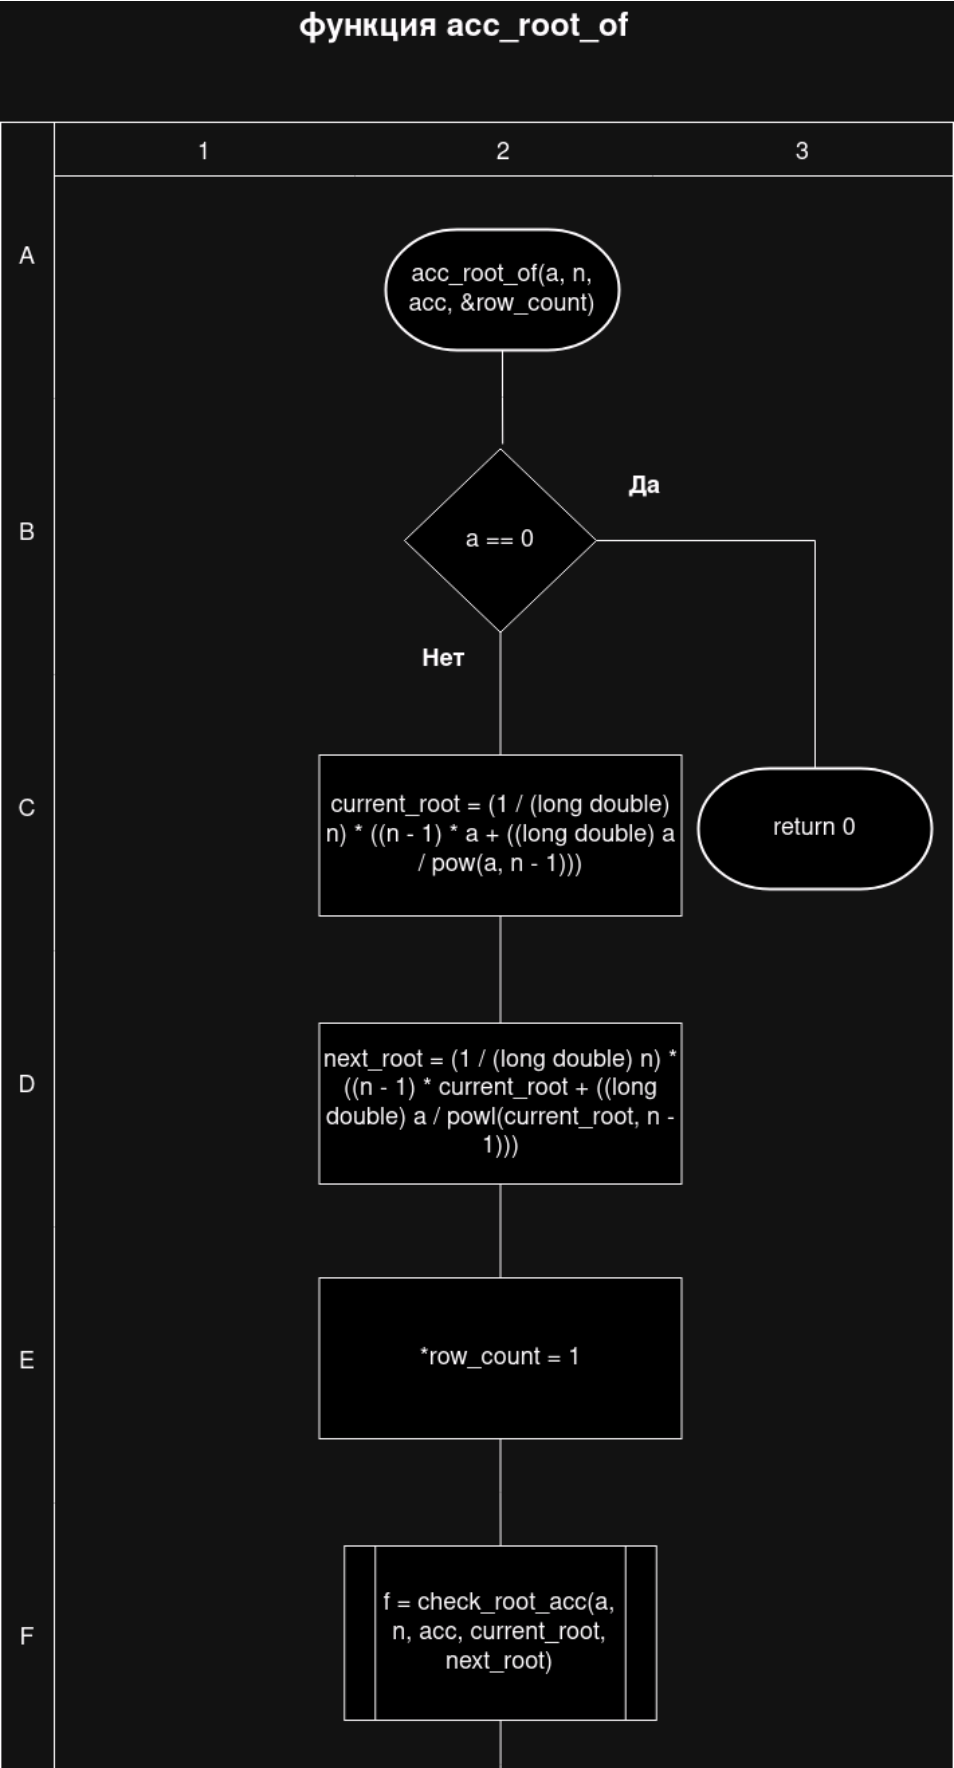 функция acc_root_of
1 2 3
A
acc_root_of(a, n,
acc, &row_count)
Да
B
a == 0
Нет
C
current_root = (1 / (long double)
n) * ((n - 1) * a + ((long double) a
/ pow(a, n - 1)))
return 0
D
next_root = (1 / (long double) n) *
((n - 1) * current_root + ((long
double) a / powl(current_root, n -
1)))
E
*row_count = 1
F
f = check_root_acc(a,
n, acc, current_root,
next_root)